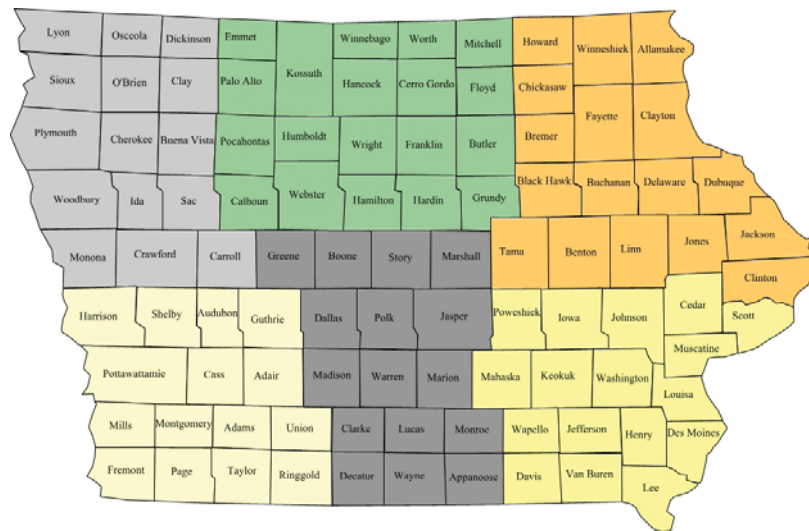 Lyon
Osceola
Dickinson
Emmet
Kossuth
Winnebago
Worth
Mitchell
Howard
Winneshiek
Allamakee
Sioux
O'Brien
Clay
Palo Alto
Hancock
Cerro Gordo
Floyd
Chickasaw
Fayette
Clayton
Plymouth
Cherokee
Buena Vista
Pocahontas
Humboldt
Wright
Franklin
Butler
Bremer
Woodbury
Ida
Sac
Calhoun
Webster
Hamilton
Hardin
Grundy
Black Hawk
Buchanan
Delaware
Dubuque
Monona
Crawford
Carroll
Greene
Boone
Story
Marshall
Tama
Benton
Linn
Jones
Jackson
Clinton
Harrison
Shelby
Audubon
Guthrie
Dallas
Polk
Jasper
Poweshiek
Iowa
Johnson
Cedar
Scott
Muscatine
Pottawattamie
Cass
Adair
Madison
Warren
Marion
Mahaska
Keokuk
Washington
Louisa
Mills
Montgomery
Adams
Union
Clarke
Lucas
Monroe
Wapello
Jefferson
Henry
Des Moines
Fremont
Page
Taylor
Ringgold
Decatur
Wayne
Appanoose
Davis
Van Buren
Lee